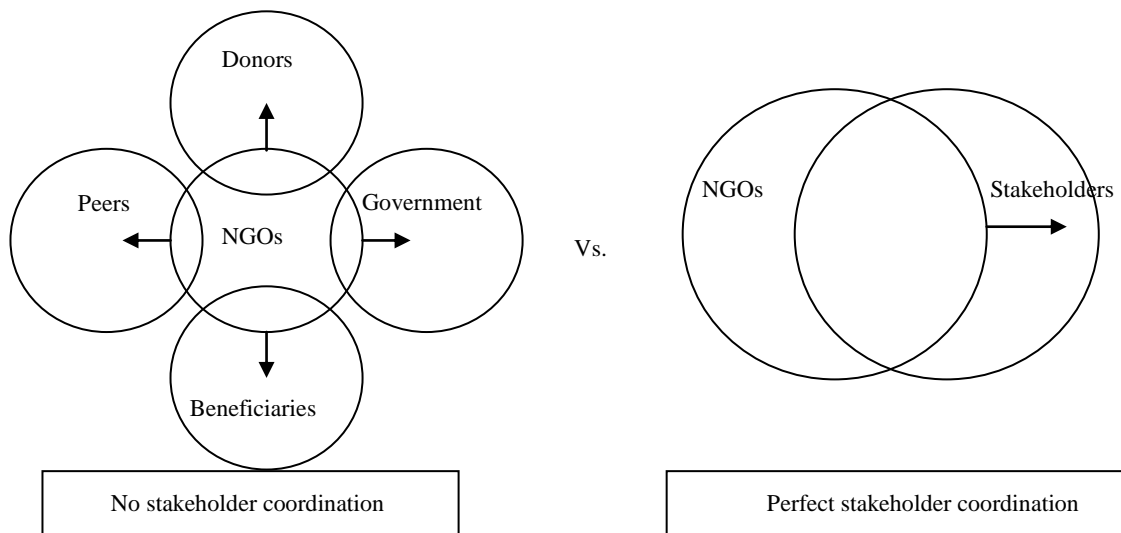 Donors
Peers
NGOs
Government
Beneficiaries
No stakeholder coordination
Vs.
NGOs
Stakeholders
Perfect stakeholder coordination